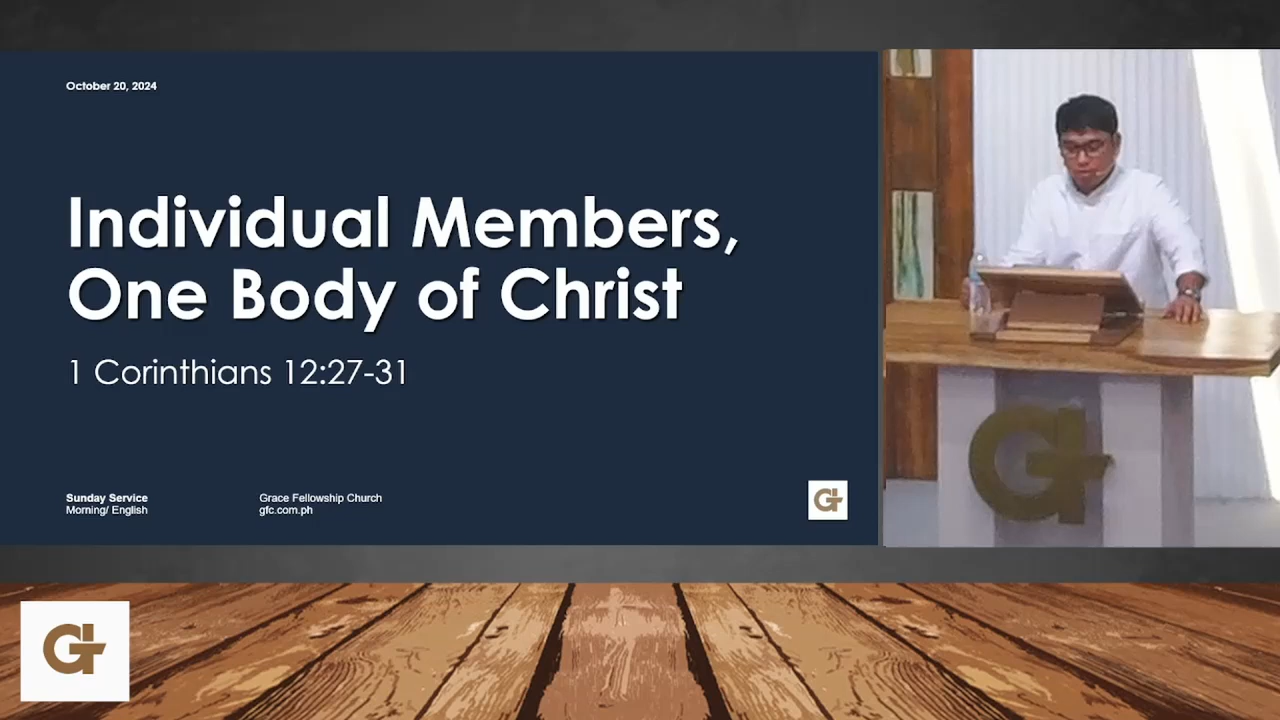 October 20, 2024
Individual Members,
One Body of Christ
1 Corinthians 12:27-31
Sunday Service
Morning/ English
Grace Fellowship Church
gfc.com.ph